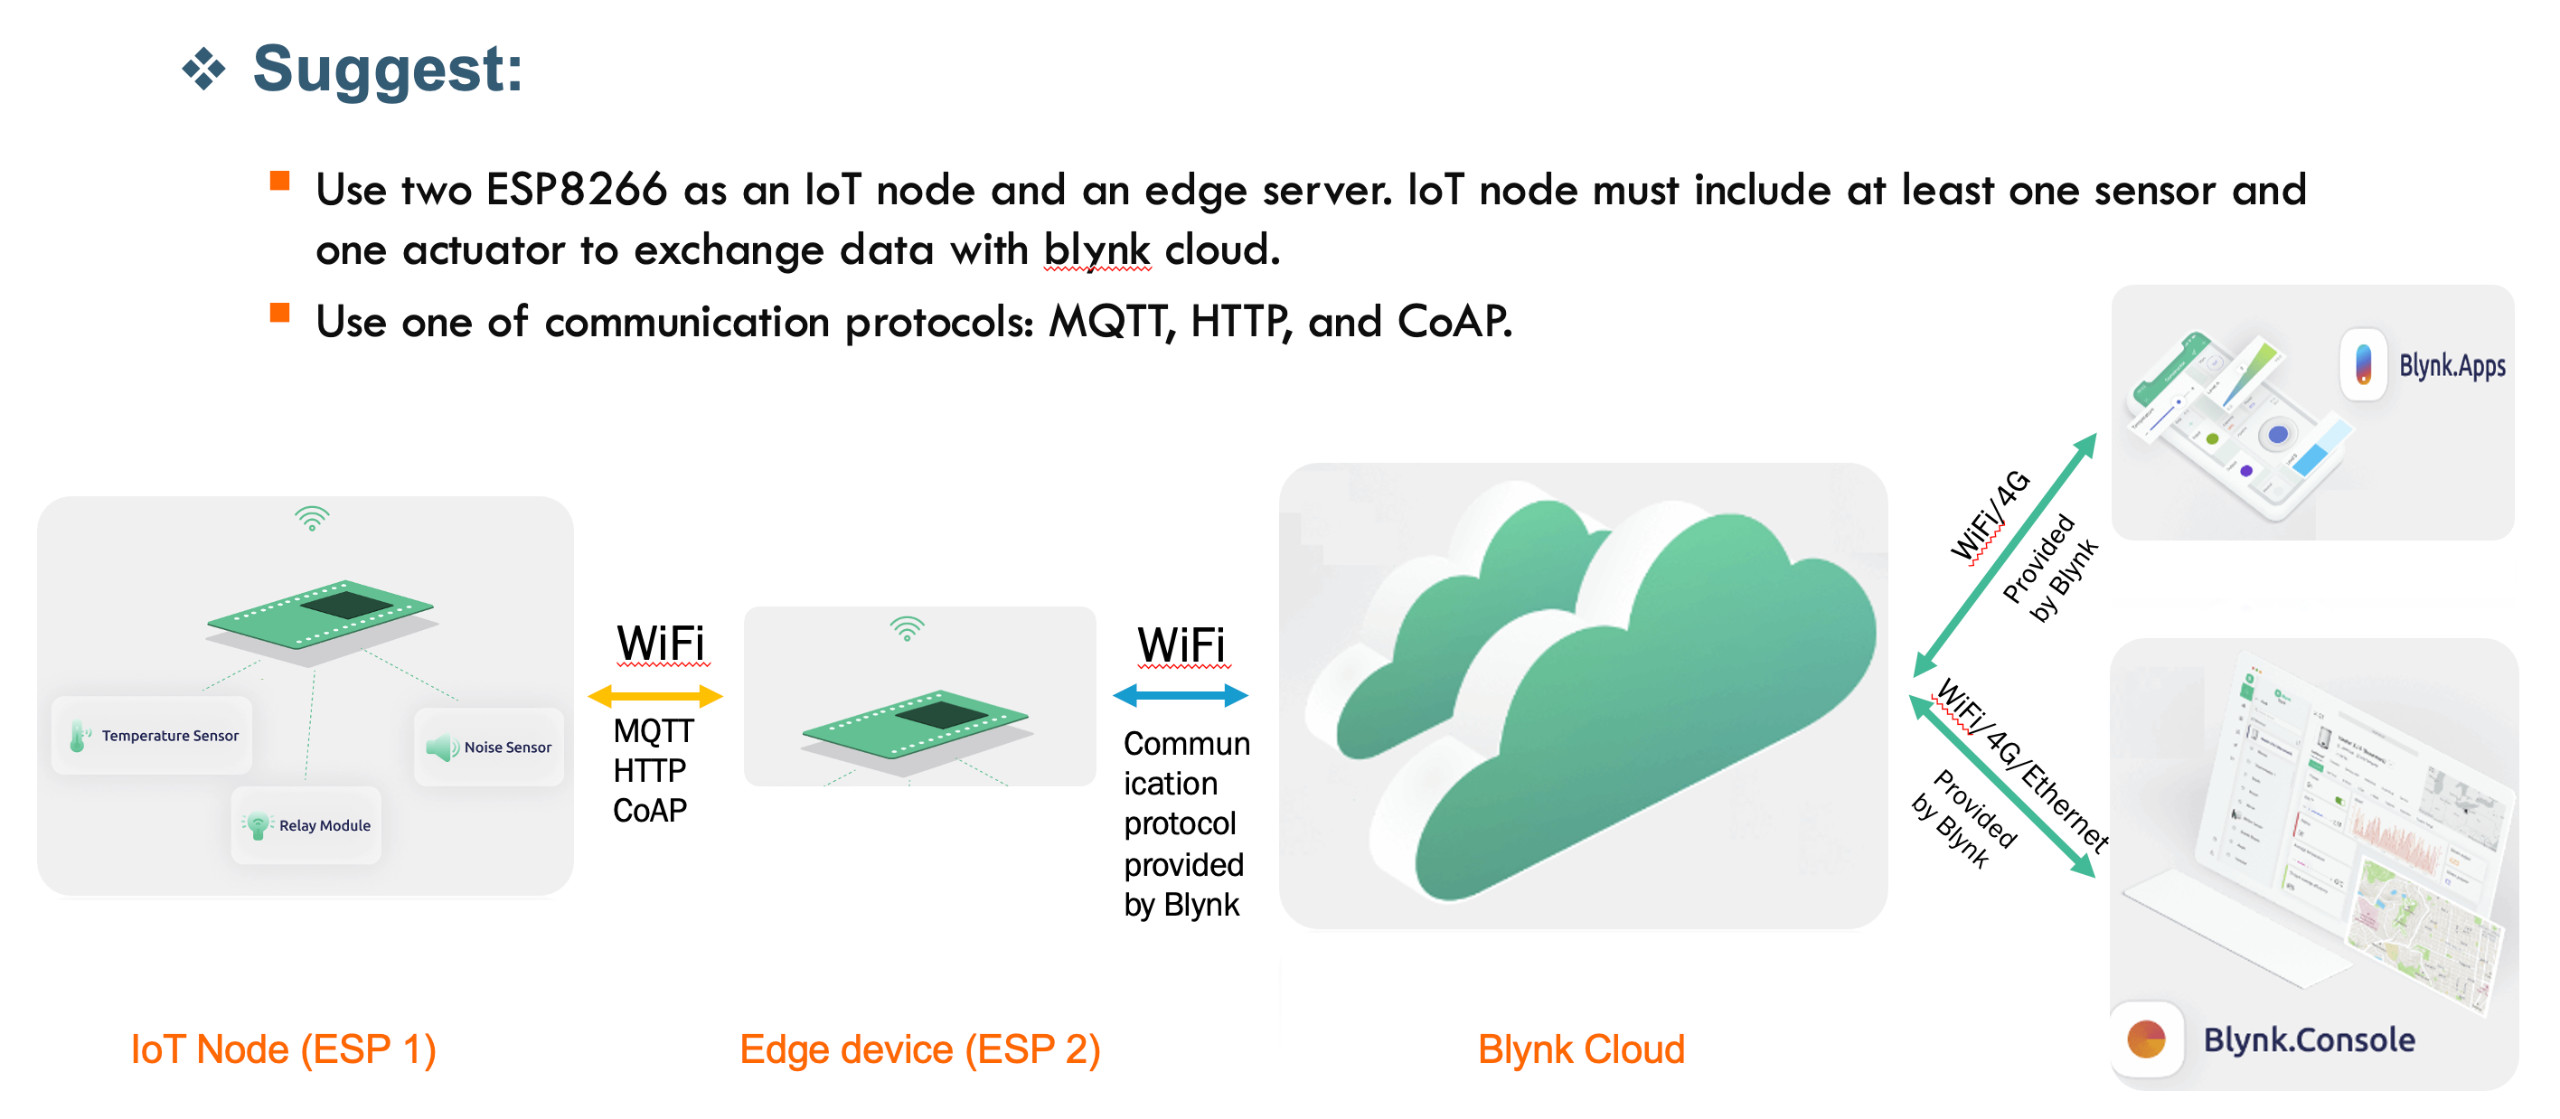 Suggest:
Use two ESP8266 as an IoT node and an edge server. IoT node must include at least one sensor and
one actuator to exchange data with blynk cloud.
Use one of communication protocols: MQTT, HTTP, and CoAP.
Blynk.Apps
WiFi/4G
Provided
by Blynk
Temperature Sensor
Noise Sensor
Relay Module
WiFi
MQTT
HTTP
CoAP
WiFi
Commun
ication
protocol
provided
by Blynk
WiFi/4G/Ethernet
Provided
by Blynk
Blynk.Console
IoT Node (ESP 1)
Edge device (ESP 2)
Blynk Cloud